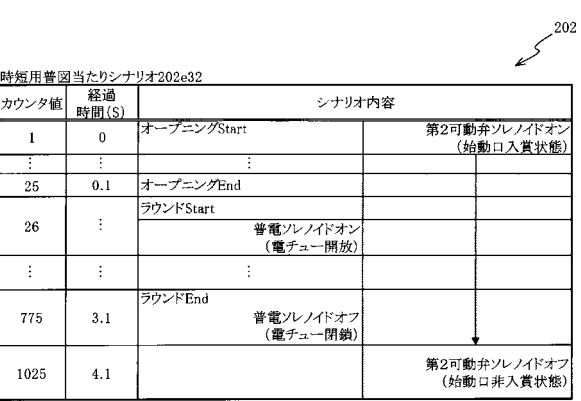 202
時短用普図当たりシナリオ202e32
カウンタ値
経過
時間(S)
シナリオ内容
1
0
オープニングStart
第2可動弁ソレノイドオン
(始動口入賞状態)
⋮
⋮
⋮
25
0.1
オープニングEnd
26
⋮
ラウンドStart
普電ソレノイドオン
(電チュー開放)
⋮
⋮
⋮
775
3.1
ラウンドEnd
普電ソレノイドオフ
(電チュー閉鎖)
1025
4.1
第2可動弁ソレノイドオフ
(始動口非入賞状態)